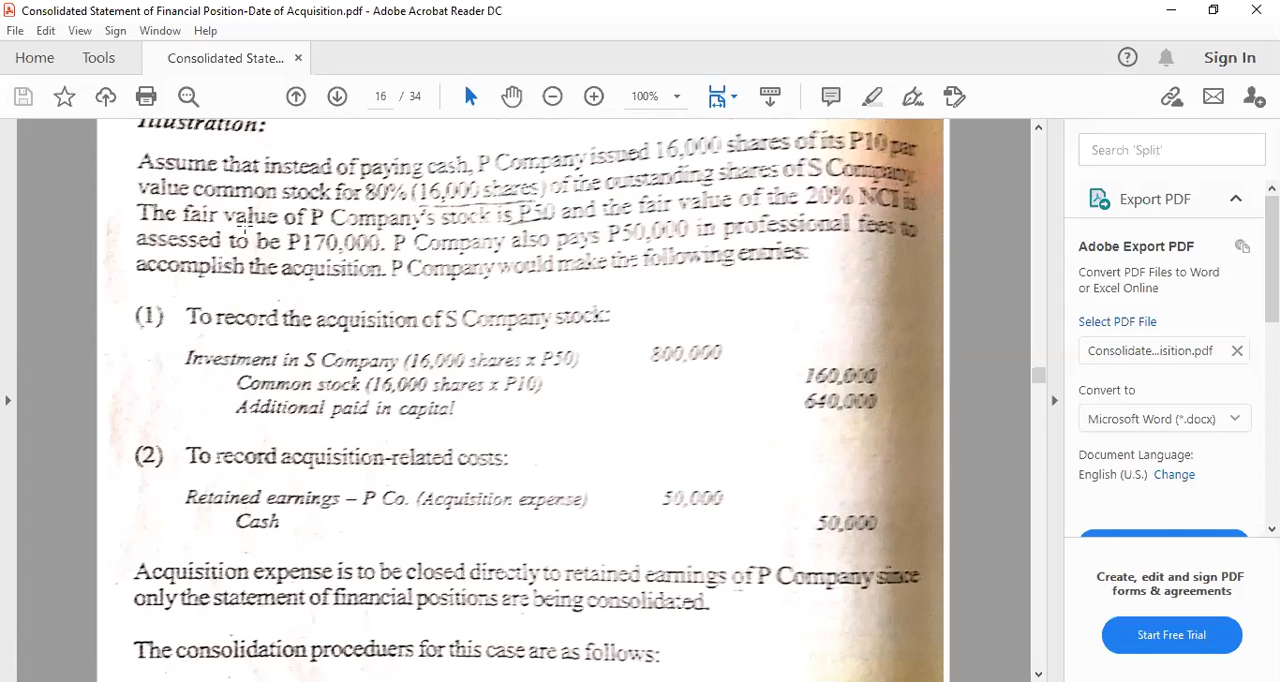 Consolidated Statement of Financial Position-Date of Acquisition.pdf - Adobe Acrobat Reader DC
File Edit View Sign Window Help
Home Tools Consolidated State... × Sign In
16 / 34 100%
Illustration:
Assume that instead of paying cash, P Company issued 16,000 shares of its P10 par
value common stock for 80% (16,000 shares) of the outstanding shares of S Company.
The fair value of P Company's stock is P50 and the fair value of the 20% NCI is
assessed to be P170,000. P Company also pays P50,000 in professional fees to
accomplish the acquisition. P Company would make the following entries:
(1) To record the acquisition of S Company stock:
Investment in S Company (16,000 shares x P50) 800,000
Common stock (16,000 shares x P10) 160,000
Additional paid in capital 640,000
(2) To record acquisition-related costs:
Retained earnings – P Co. (Acquisition expense) 50,000
Cash 50,000
Acquisition expense is to be closed directly to retained earnings of P Company since
only the statement of financial positions are being consolidated.
The consolidation proceduers for this case are as follows:
Search 'Split'
Export PDF
Adobe Export PDF
Convert PDF Files to Word
or Excel Online
Select PDF File
Consolidate...isition.pdf
Convert to
Microsoft Word (*.docx)
Document Language:
English (U.S.) Change
Create, edit and sign PDF
forms & agreements
Start Free Trial